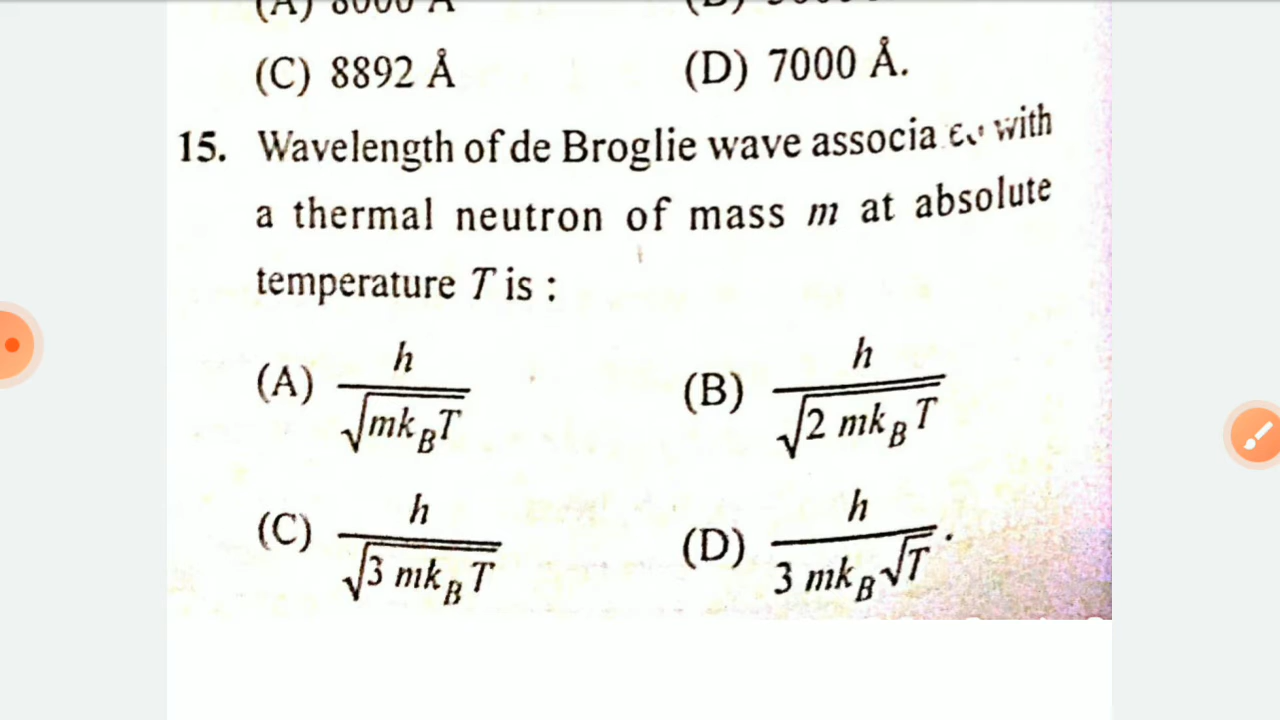 (A) 8000 Å
(C) 8892 Å (D) 7000 Å.
15. Wavelength of de Broglie wave with
a thermal neutron of mass m at absolute
temperature T is :
(A) h/√mk_BT (B) h/√2 mk_BT
(C) h/√3 mk_BT (D) h/3 mk_B√T.